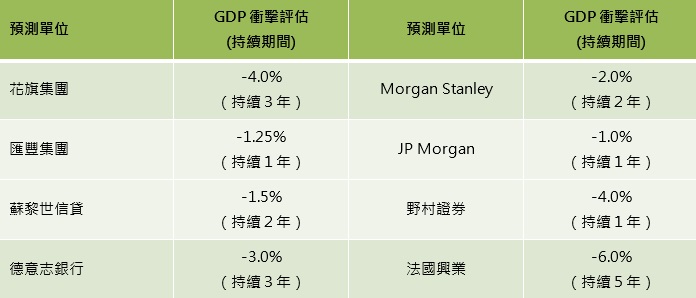 預測單位
GDP 衝擊評估
(持續期間)
預測單位
GDP 衝擊評估
(持續期間)
花旗集團
-4.0%
（持續 3 年）
Morgan Stanley
-2.0%
（持續 2 年）
匯豐集團
-1.25%
（持續 1 年）
JP Morgan
-1.0%
（持續 1 年）
蘇黎世信貸
-1.5%
（持續 2 年）
野村證券
-4.0%
（持續 1 年）
德意志銀行
-3.0%
（持續 3 年）
法國興業
-6.0%
（持續 5 年）